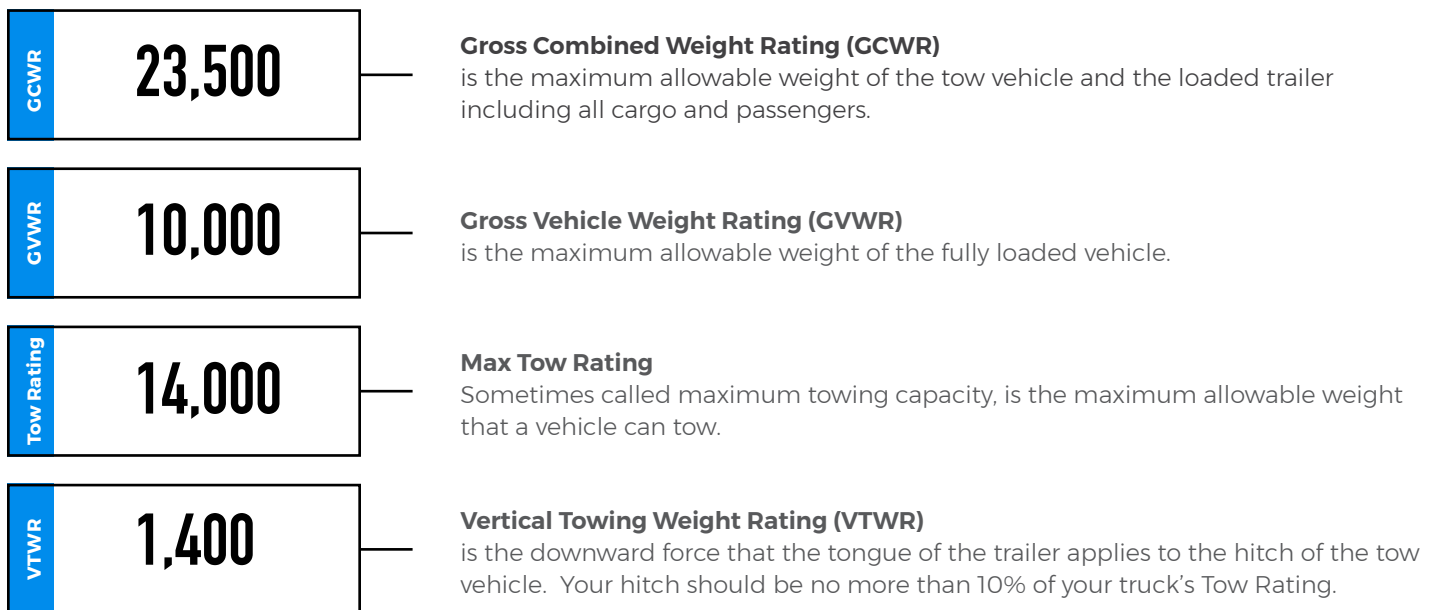 GCWR
23,500
Gross Combined Weight Rating (GCWR)
is the maximum allowable weight of the tow vehicle and the loaded trailer
including all cargo and passengers.
GVWR
10,000
Gross Vehicle Weight Rating (GVWR)
is the maximum allowable weight of the fully loaded vehicle.
Tow Rating
14,000
Max Tow Rating
Sometimes called maximum towing capacity, is the maximum allowable weight
that a vehicle can tow.
VTWR
1,400
Vertical Towing Weight Rating (VTWR)
is the downward force that the tongue of the trailer applies to the hitch of the tow
vehicle.  Your hitch should be no more than 10% of your truck's Tow Rating.